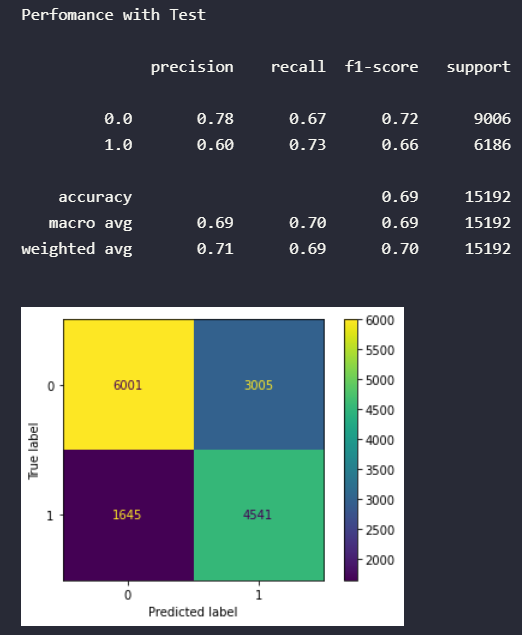 Perfomance with Test
precision recall f1-score support
0.0 0.78 0.67 0.72 9006
1.0 0.60 0.73 0.66 6186
accuracy 0.69 15192
macro avg 0.69 0.70 0.69 15192
weighted avg 0.71 0.69 0.70 15192
6000
5500
5000
4500
4000
3500
3000
2500
2000
True label
0 6001 3005
1 1645 4541
0 1
Predicted label